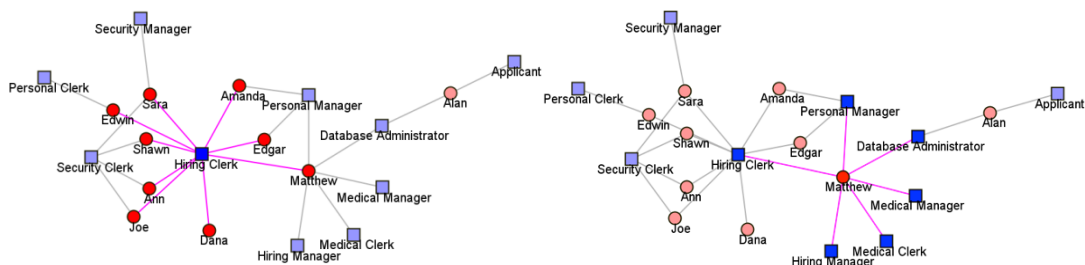 Security Manager
Applicant
Personal Clerk
Sara
Amanda
Personal Manager
Alan
Edwin
Database Administrator
Shawn
Edgar
Security Clerk
Hiring Clerk
Matthew
Ann
Medical Manager
Joe
Dana
Medical Clerk
Hiring Manager
Security Manager
Personal Clerk
Sara
Amanda
Personal Manager
Applicant
Alan
Edwin
Shawn
Edgar
Database Administrator
Security Clerk
Hiring Clerk
Matthew
Ann
Medical Manager
Joe
Dana
Medical Clerk
Hiring Manager